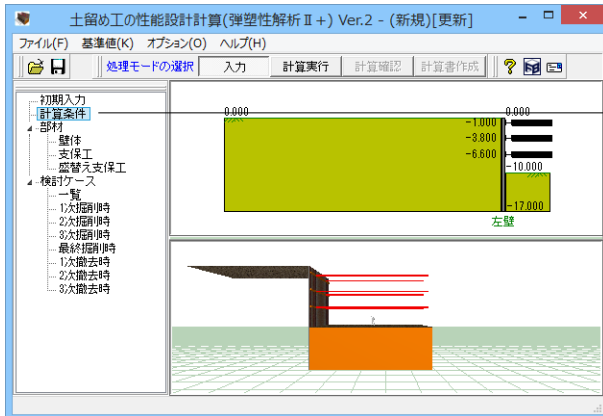 土留め工の性能設計計算(弾塑性解析Ⅱ+) Ver.2 - (新規)[更新]
ファイル(F) 基準値(K) オプション(O) ヘルプ(H)
処理モードの選択 入力 計算実行 計算確認 計算書作成
初期入力
計算条件
部材
壁体
支保工
盛替え支保工
検討ケース
一覧
1次掘削時
2次掘削時
3次掘削時
最終掘削時
1次撤去時
2次撤去時
3次撤去時
0.000 0.000
-1.000
-3.800
-6.600
-10.000
-17.000
左壁